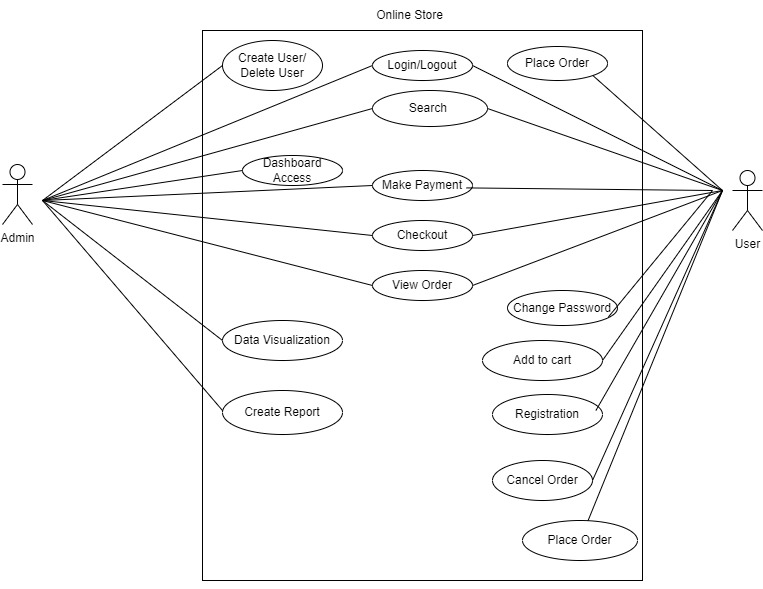 Online Store
Create User/
Delete User
Login/Logout
Place Order
Search
Dashboard
Access
Make Payment
Admin
User
Checkout
View Order
Change Password
Data Visualization
Add to cart
Create Report
Registration
Cancel Order
Place Order